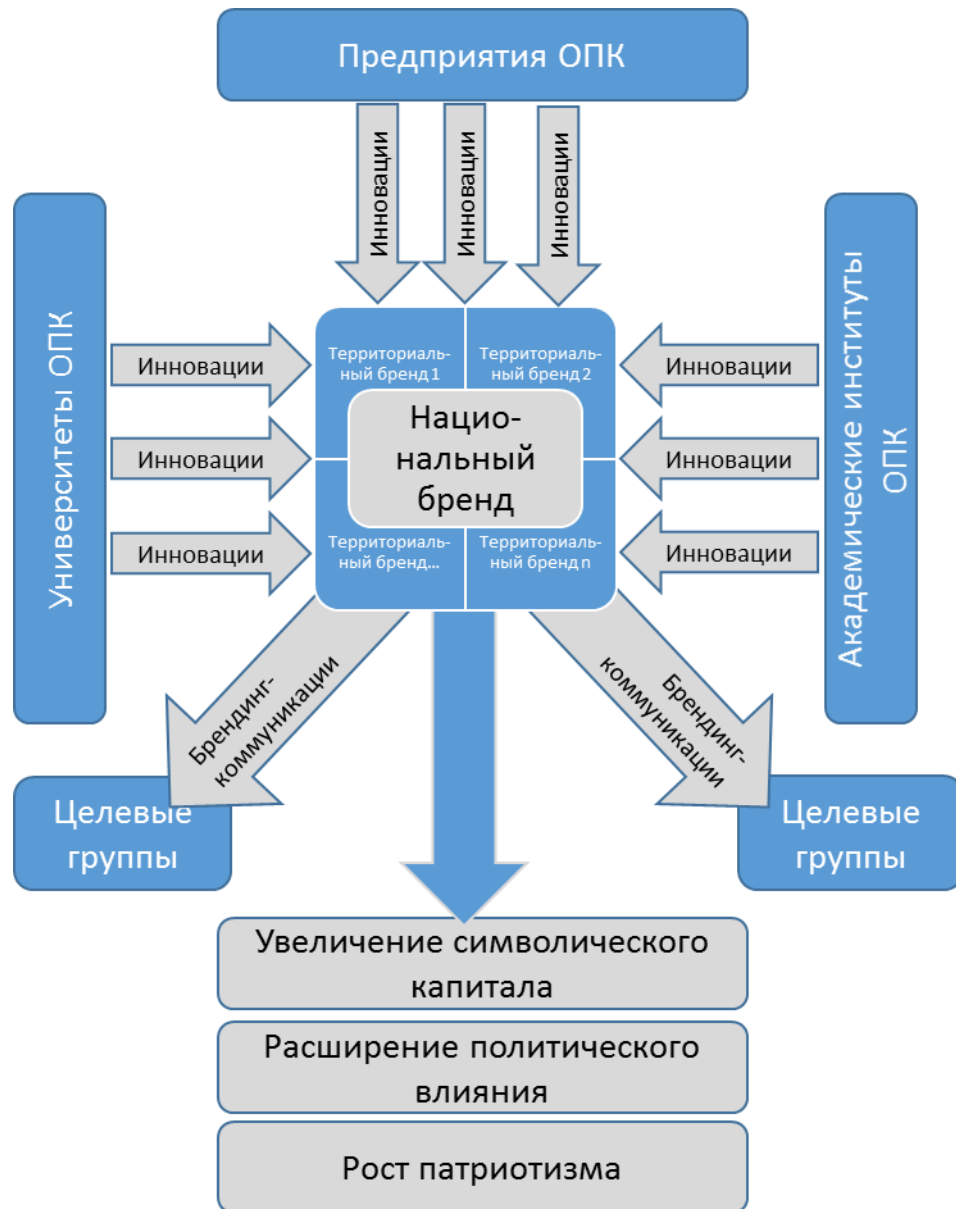 Предприятия ОПК
Инновации
Инновации
Инновации
Университеты ОПК
Академические институты
ОПК
Инновации
Инновации
Инновации
Территориаль-
ный бренд 1
Территориаль-
ный бренд 2
Нацио-
нальный
бренд
Территориаль-
ный бренд...
Территориаль-
ный бренд n
Инновации
Инновации
Инновации
Брендинг-
коммуникации
Брендинг-
коммуникации
Целевые
группы
Целевые
группы
Увеличение символического
капитала
Расширение политического
влияния
Рост патриотизма